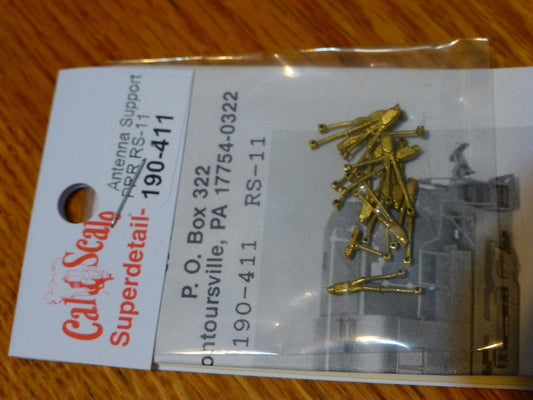 Antenna Support
PRR RS-11
190-411
Cal Scale
Superdetail-
P. O. Box 322
ontoursville, PA 17754-0322
190-411 RS-11